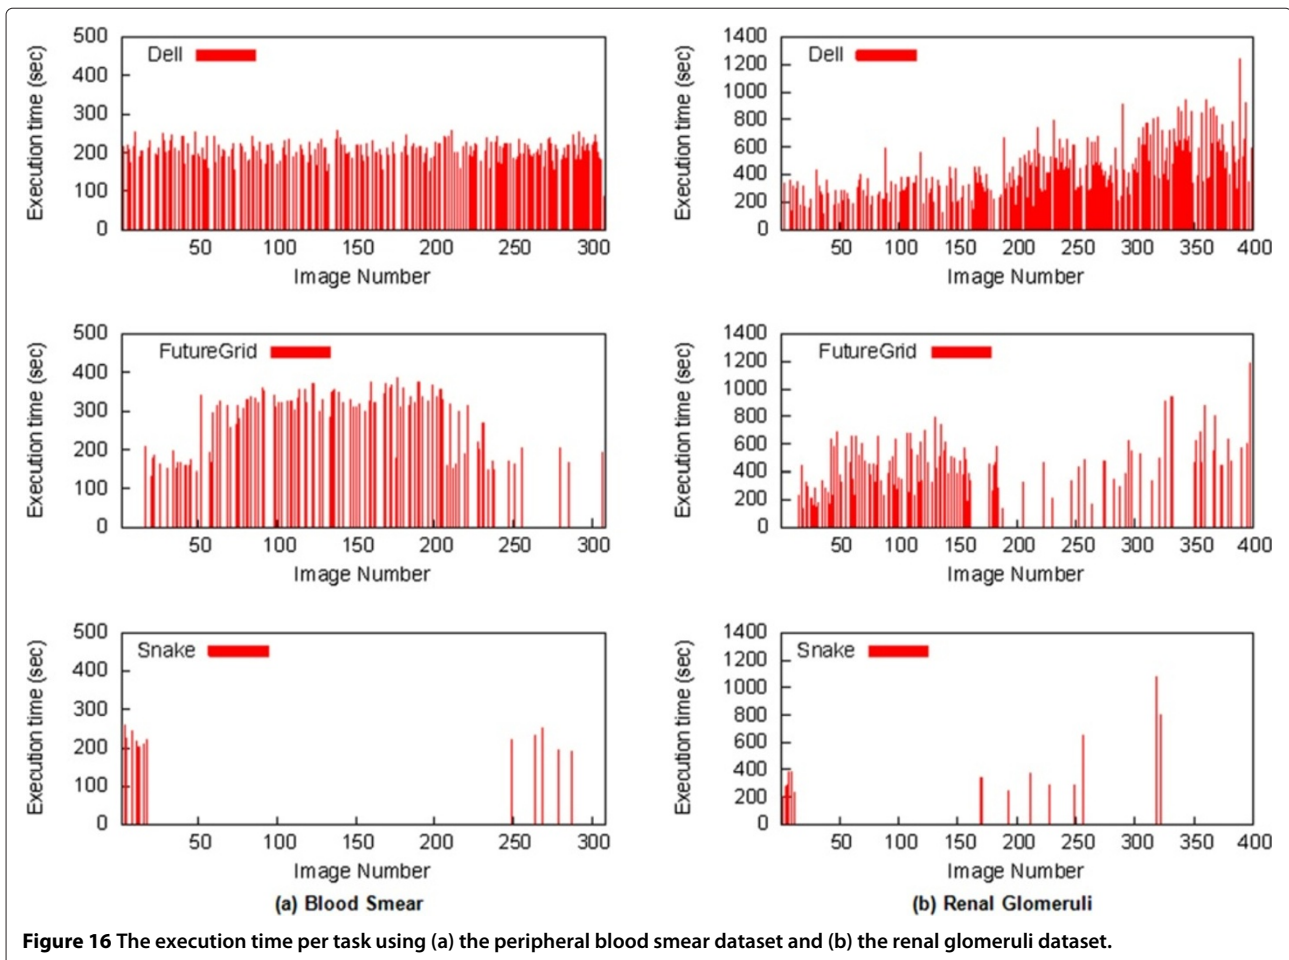 500
400
300
200
100
0
Execution time (sec)
Dell
50 100 150 200 250 300
Image Number
1400
1200
1000
800
600
400
200
0
Execution time (sec)
Dell
50 100 150 200 250 300 350 400
Image Number
500
400
300
200
100
0
Execution time (sec)
FutureGrid
50 100 150 200 250 300
Image Number
1400
1200
1000
800
600
400
200
0
Execution time (sec)
FutureGrid
50 100 150 200 250 300 350 400
Image Number
500
400
300
200
100
0
Execution time (sec)
Snake
50 100 150 200 250 300
Image Number
(a) Blood Smear
1400
1200
1000
800
600
400
200
0
Execution time (sec)
Snake
50 100 150 200 250 300 350 400
Image Number
(b) Renal Glomeruli
Figure 16 The execution time per task using (a) the peripheral blood smear dataset and (b) the renal glomeruli dataset.